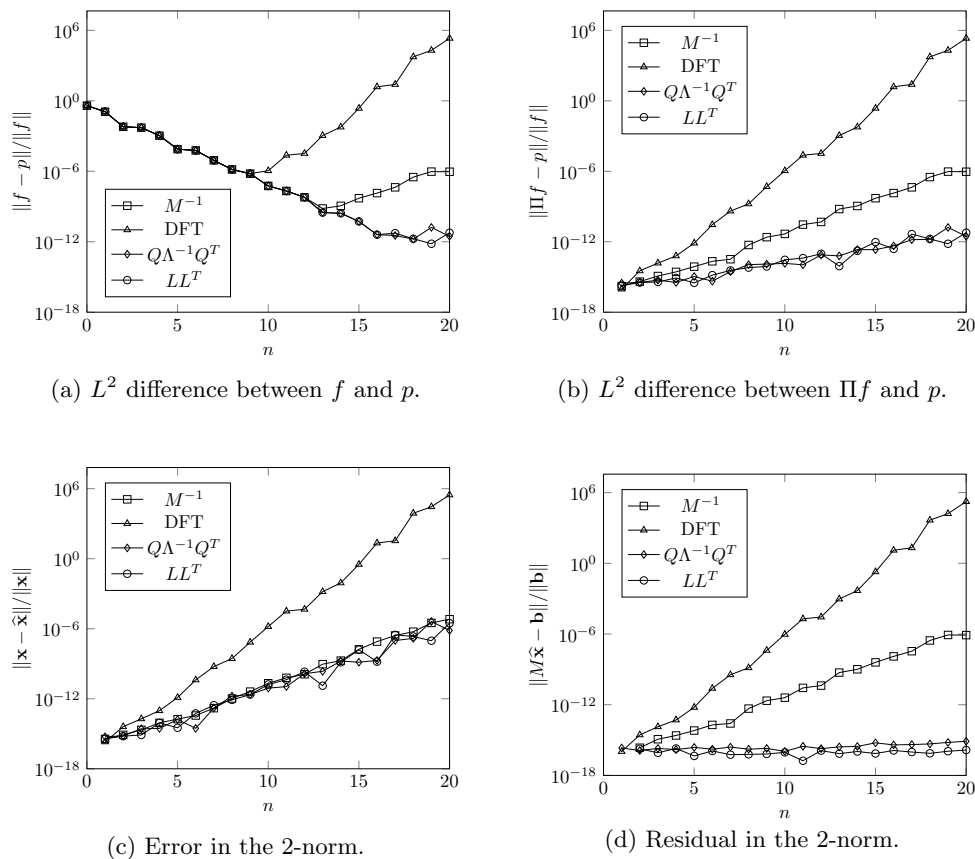 10^6
10^0
10^{-6}
10^{-12}
10^{-18}
||f − p||/||f||
M^{−1}
DFT
QΛ^{−1}Q^T
LL^T
0 5 10 15 20
n
(a) L^2 difference between f and p.
10^6
10^0
10^{-6}
10^{-12}
10^{-18}
||Πf − p||/||f||
M^{−1}
DFT
QΛ^{−1}Q^T
LL^T
0 5 10 15 20
n
(b) L^2 difference between Πf and p.
10^6
10^0
10^{-6}
10^{-12}
10^{-18}
||x − x̂||/||x||
M^{−1}
DFT
QΛ^{−1}Q^T
LL^T
0 5 10 15 20
n
(c) Error in the 2-norm.
10^6
10^0
10^{-6}
10^{-12}
10^{-18}
||Mx̂ − b||/||b||
M^{−1}
DFT
QΛ^{−1}Q^T
LL^T
0 5 10 15 20
n
(d) Residual in the 2-norm.